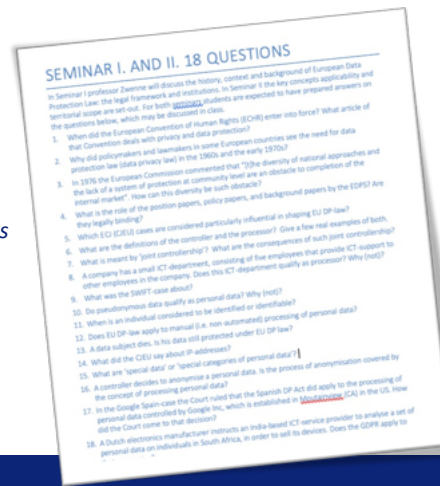 SEMINAR I. AND II. 18 QUESTIONS
In Seminar I professor Zwenne will discuss the history, context and background of European Data
Protection Law: the legal framework and institutions. In Seminar II the key concepts applicability and
territorial scope are set-out. For both seminars students are expected to have prepared answers on
the questions below, which may be discussed in class.
1. When did the European Convention of Human Rights (ECHR) enter into force? What article of
that Convention deals with privacy and data protection?
2. Why did policymakers and lawmakers in some European countries see the need for data
protection law (data privacy law) in the 1960s and the early 1970s?
3. In 1976 the European Commission commented that "[t]he diversity of national approaches and
the lack of a system of protection at community level are an obstacle to completion of the
internal market". How can this diversity be such obstacle?
4. What is the role of the position papers, policy papers, and background papers by the EDPS? Are
they legally binding?
5. Which ECJ (CJEU) cases are considered particularly influential in shaping EU DP-law?
6. What are the definitions of the controller and the processor? Give a few real examples of both.
7. What is meant by 'joint controllership'? What are the consequences of such joint controllership?
8. A company has a small ICT-department, consisting of five employees that provide ICT-support to
other employees in the company. Does this ICT-department qualify as processor? Why (not)?
9. What was the SWIFT-case about?
10. Do pseudonymous data qualify as personal data? Why (not)?
11. When is an individual considered to be identified or identifiable?
12. Does EU DP-law apply to manual (i.e. non automated) processing of personal data?
13. A data subject dies. Is his data still protected under EU DP law?
14. What did the CJEU say about IP-addresses?
15. What are 'special data' or 'special categories of personal data'?
16. A controller decides to anonymise a personal data. Is the process of anonymisation covered by
the concept of processing personal data?
17. In the Google Spain-case the Court ruled that the Spanish DP Act did apply to the processing of
personal data controlled by Google Inc, which is established in Moutainview (CA) in the US. How
did the Court come to that decision?
18. A Dutch electronics manufacturer instructs an India-based ICT-service provider to analyse a set of
personal data on individuals in South Africa, in order to sell its devices. Does the GDPR apply to